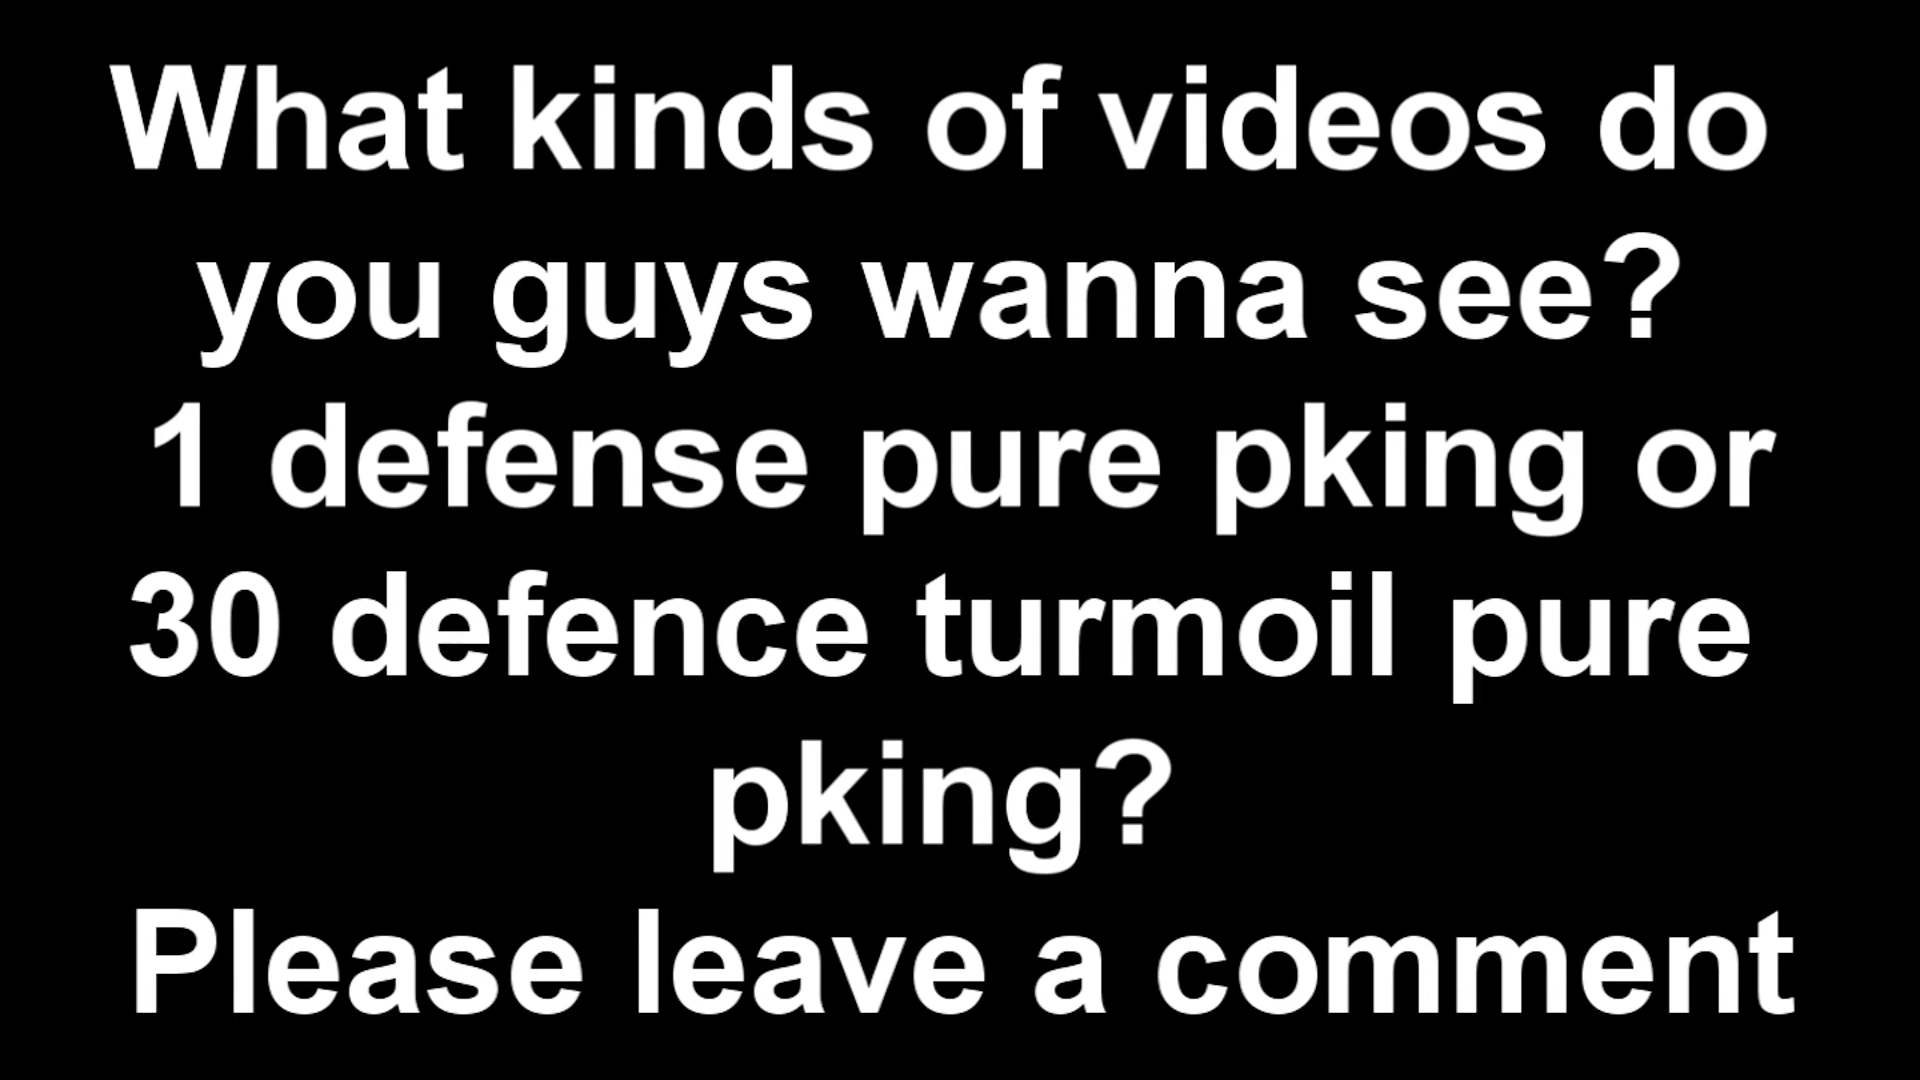 What kinds of videos do
you guys wanna see?
1 defense pure pking or
30 defence turmoil pure
pking?
Please leave a comment